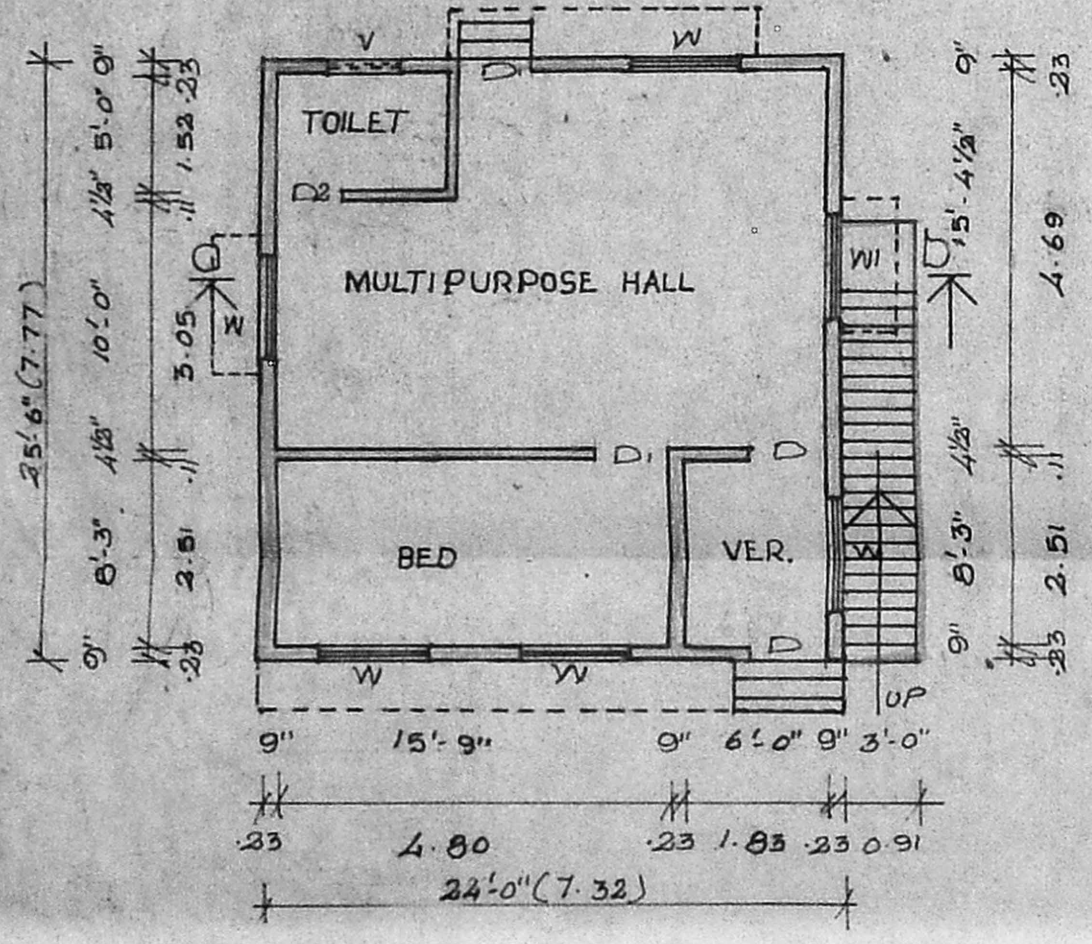 V
W
D1
TOILET
D2
MULTIPURPOSE HALL
W1
W
D1
D
BED
VER.
W
D
W
W
UP
25'-6" (7.77)
9"
5'-0"
4½"
10'-0"
4½"
8'-3"
9"
.23
1.52
.11
3.05
.11
2.51
.23
9"
15'-4½"
4½"
8'-3"
9"
.23
4.69
.11
2.51
.23
9" 15'-9" 9" 6'-0" 9" 3'-0"
.23 4.80 .23 1.83 .23 0.91
24'-0" (7.32)